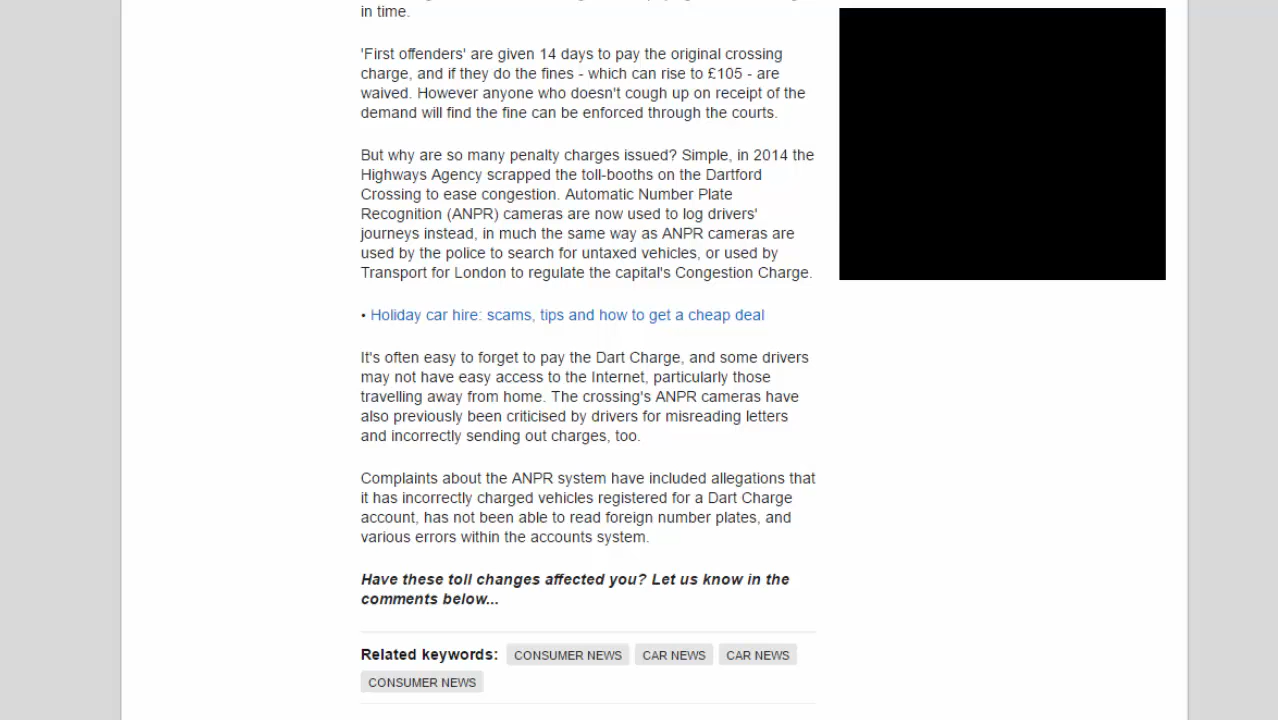 in time.
'First offenders' are given 14 days to pay the original crossing
charge, and if they do the fines - which can rise to £105 - are
waived. However anyone who doesn't cough up on receipt of the
demand will find the fine can be enforced through the courts.
But why are so many penalty charges issued? Simple, in 2014 the
Highways Agency scrapped the toll-booths on the Dartford
Crossing to ease congestion. Automatic Number Plate
Recognition (ANPR) cameras are now used to log drivers'
journeys instead, in much the same way as ANPR cameras are
used by the police to search for untaxed vehicles, or used by
Transport for London to regulate the capital's Congestion Charge.
• Holiday car hire: scams, tips and how to get a cheap deal
It's often easy to forget to pay the Dart Charge, and some drivers
may not have easy access to the Internet, particularly those
travelling away from home. The crossing's ANPR cameras have
also previously been criticised by drivers for misreading letters
and incorrectly sending out charges, too.
Complaints about the ANPR system have included allegations that
it has incorrectly charged vehicles registered for a Dart Charge
account, has not been able to read foreign number plates, and
various errors within the accounts system.
Have these toll changes affected you? Let us know in the
comments below...
Related keywords: CONSUMER NEWS CAR NEWS CAR NEWS
CONSUMER NEWS